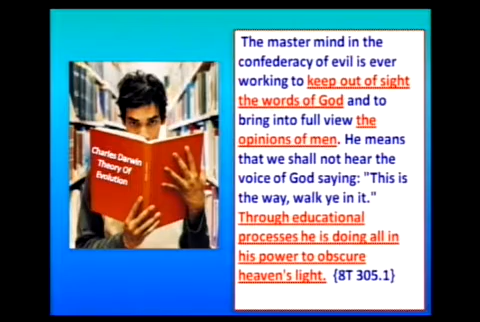 Charles Darwin
Theory Of
Evolution
The master mind in the
confederacy of evil is ever
working to keep out of sight
the words of God and to
bring into full view the
opinions of men. He means
that we shall not hear the
voice of God saying: "This is
the way, walk ye in it."
Through educational
processes he is doing all in
his power to obscure
heaven's light. {8T 305.1}